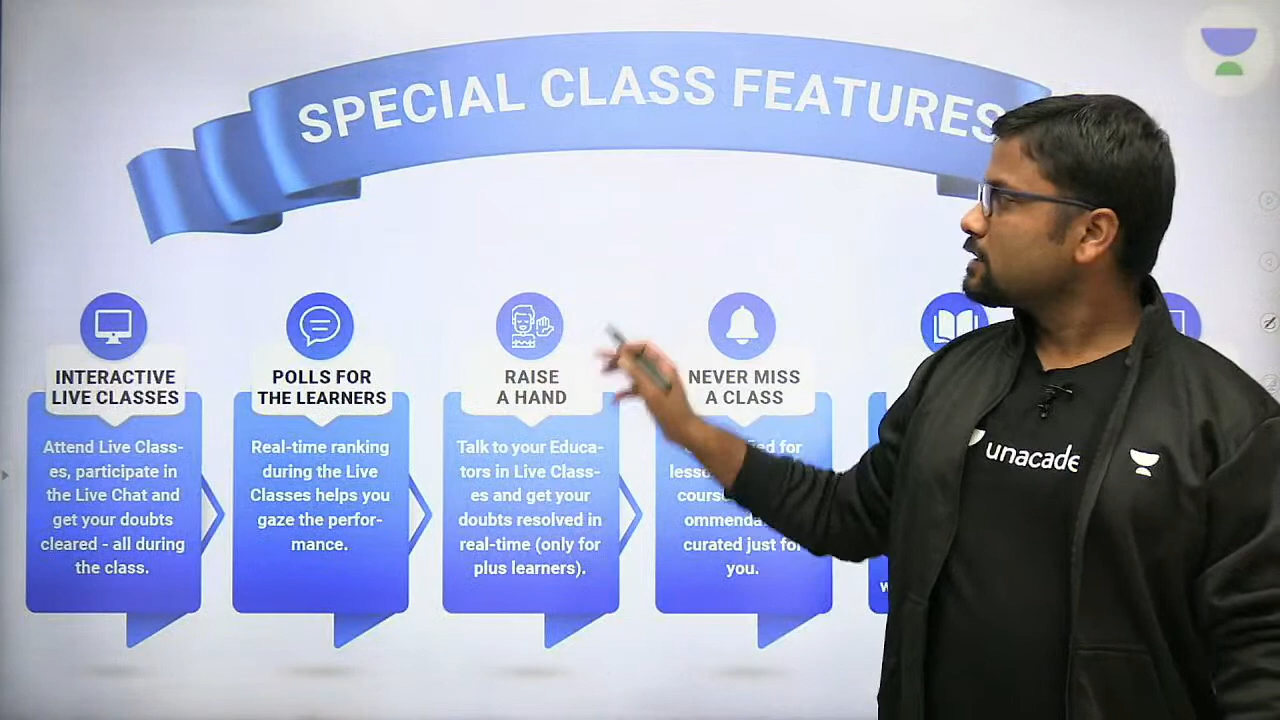 SPECIAL CLASS FEATURES
INTERACTIVE
LIVE CLASSES
Attend Live Class-
es, participate in
the Live Chat and
get your doubts
cleared - all during
the class.
POLLS FOR
THE LEARNERS
Real-time ranking
during the Live
Classes helps you
gaze the perfor-
mance.
RAISE
A HAND
Talk to your Educa-
tors in Live Class-
es and get your
doubts resolved in
real-time (only for
plus learners).
NEVER MISS
A CLASS
for
curated just for
you.
unacade